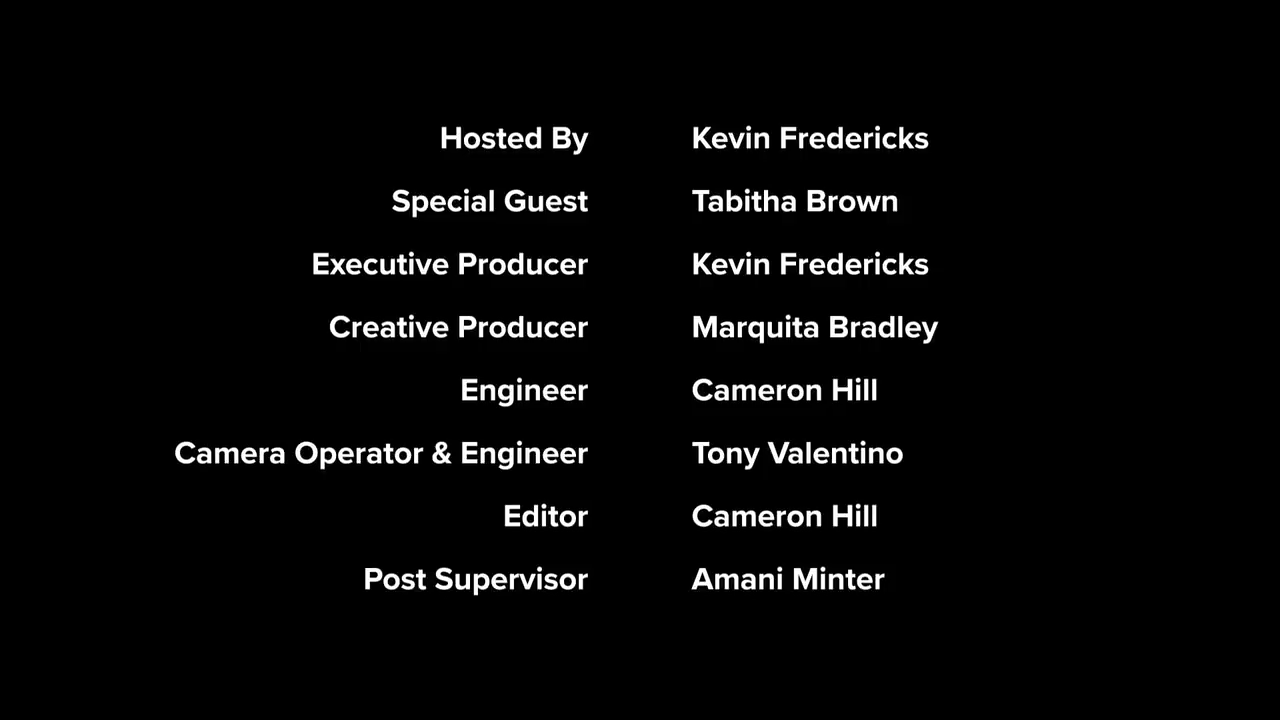 Hosted By Kevin Fredericks
Special Guest Tabitha Brown
Executive Producer Kevin Fredericks
Creative Producer Marquita Bradley
Engineer Cameron Hill
Camera Operator & Engineer Tony Valentino
Editor Cameron Hill
Post Supervisor Amani Minter